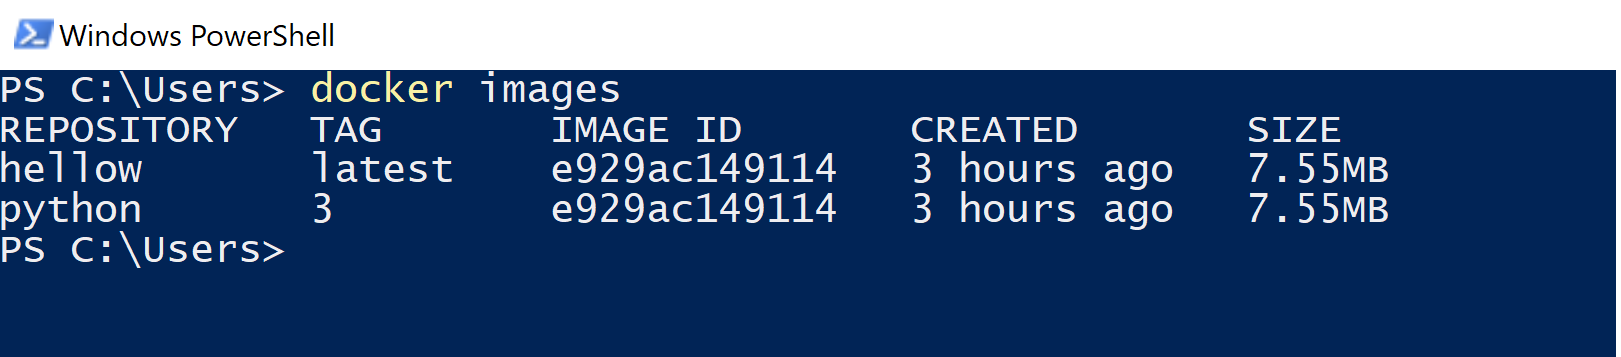 Windows PowerShell
PS C:\Users> docker images
REPOSITORY TAG IMAGE ID CREATED SIZE
hellow latest e929ac149114 3 hours ago 7.55MB
python 3 e929ac149114 3 hours ago 7.55MB
PS C:\Users>